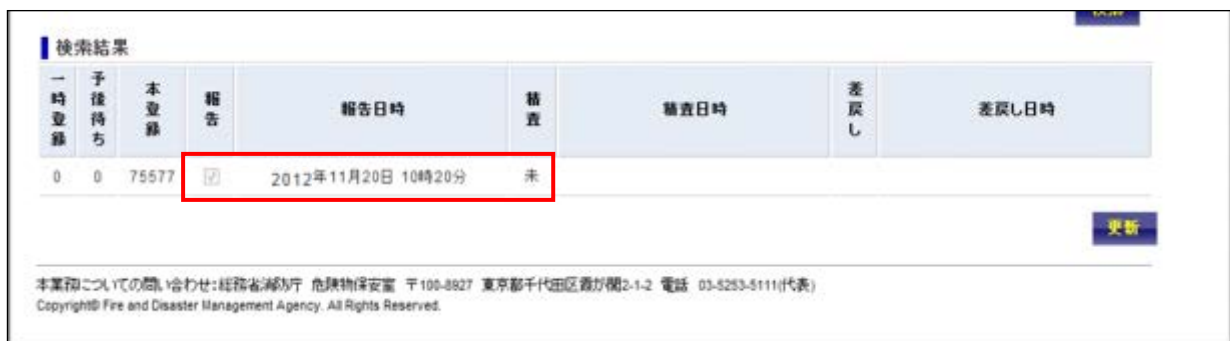 検索結果
一時登録 予後待ち 本登録 報告 報告日時 精査 精査日時 差戻し 差戻し日時
0 0 75577 2012年11月20日 10時20分 未
更新
本業務についての問い合わせ:総務省消防庁 危険物保安室 〒100-8927 東京都千代田区霞が関2-1-2 電話 03-5253-5111(代表)
Copyright© Fire and Disaster Management Agency. All Rights Reserved.